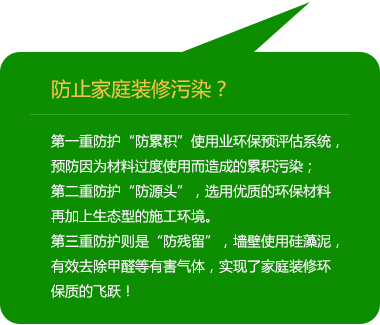 防止家庭装修污染？
第一重防护“防累积”使用业环保预评估系统，
预防因为材料过度使用而造成的累积污染；
第二重防护“防源头”，选用优质的环保材料
再加上生态型的施工环境。
第三重防护则是“防残留”，墙壁使用硅藻泥，
有效去除甲醛等有害气体，实现了家庭装修环
保质的飞跃！